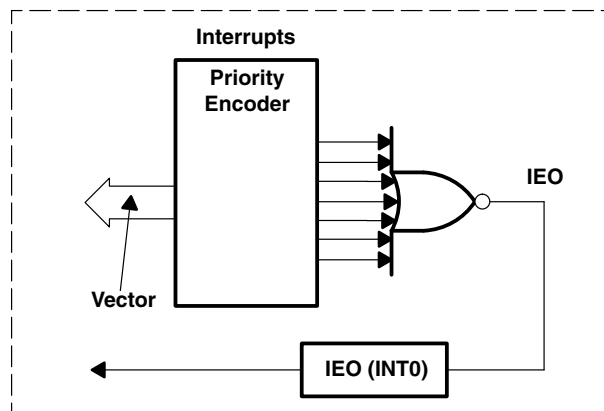 Interrupts
Priority
Encoder
IEO
Vector
IEO (INT0)